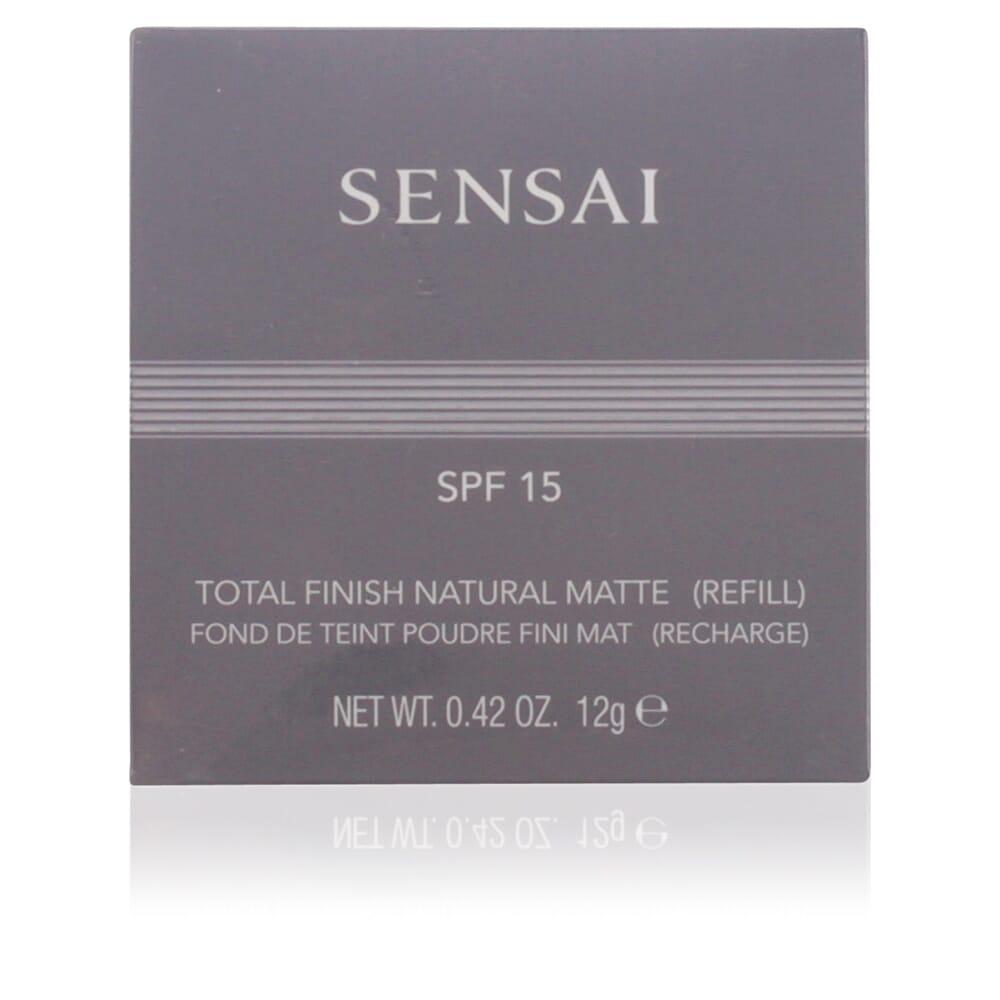 SENSAI
SPF 15
TOTAL FINISH NATURAL MATTE (REFILL)
FOND DE TEINT POUDRE FINI MAT (RECHARGE)
NET WT. 0.42 OZ. 12g ℮